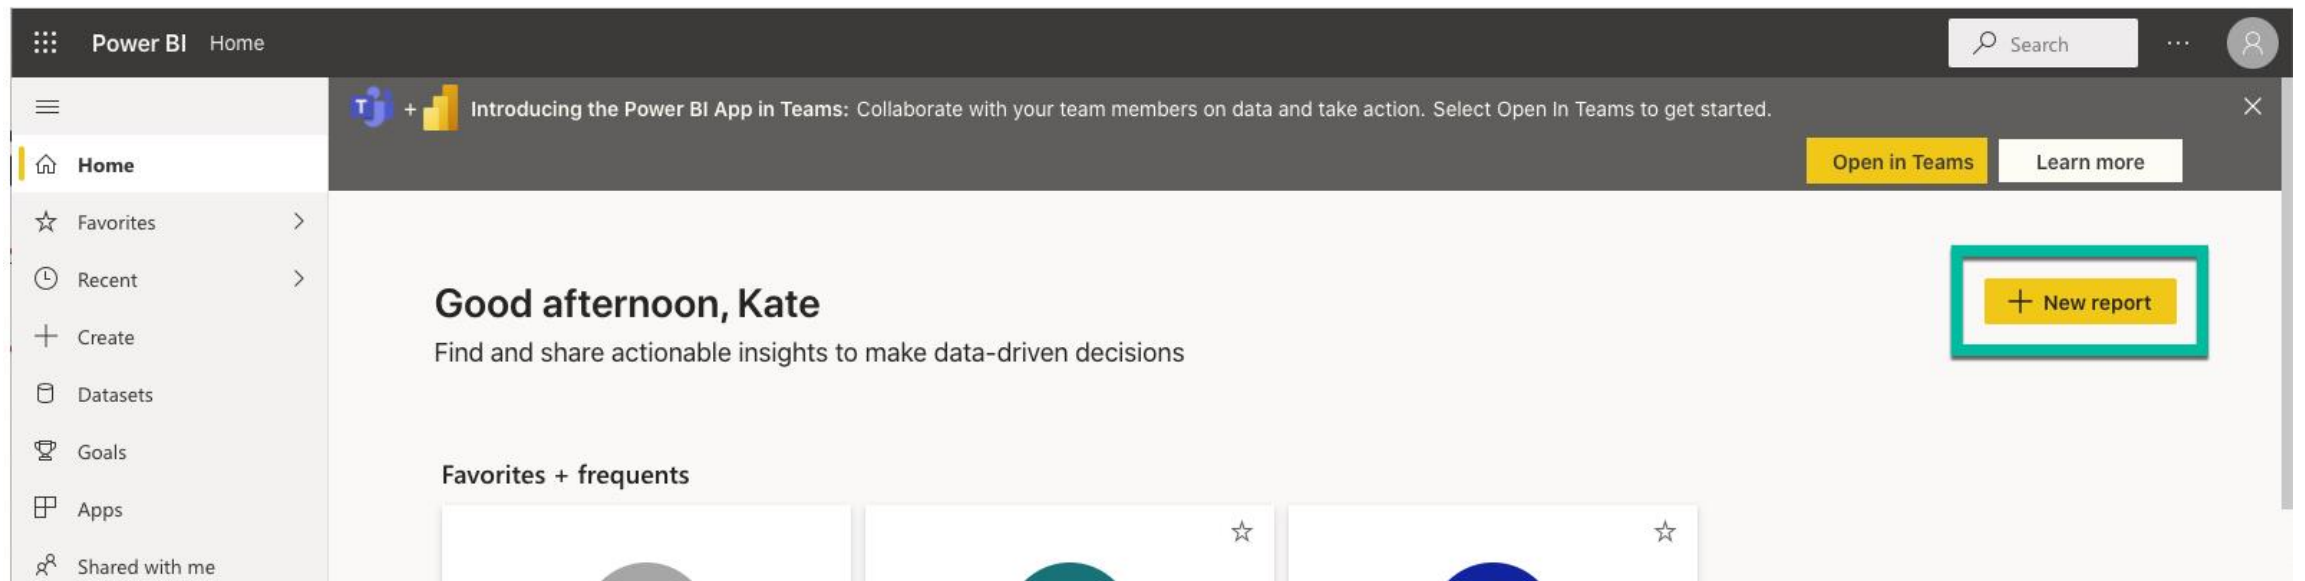 Power BI Home
Search
Introducing the Power BI App in Teams: Collaborate with your team members on data and take action. Select Open In Teams to get started.
Open in Teams
Learn more
Home
Favorites
Recent
Create
Datasets
Goals
Apps
Shared with me
Good afternoon, Kate
+ New report
Find and share actionable insights to make data-driven decisions
Favorites + frequents